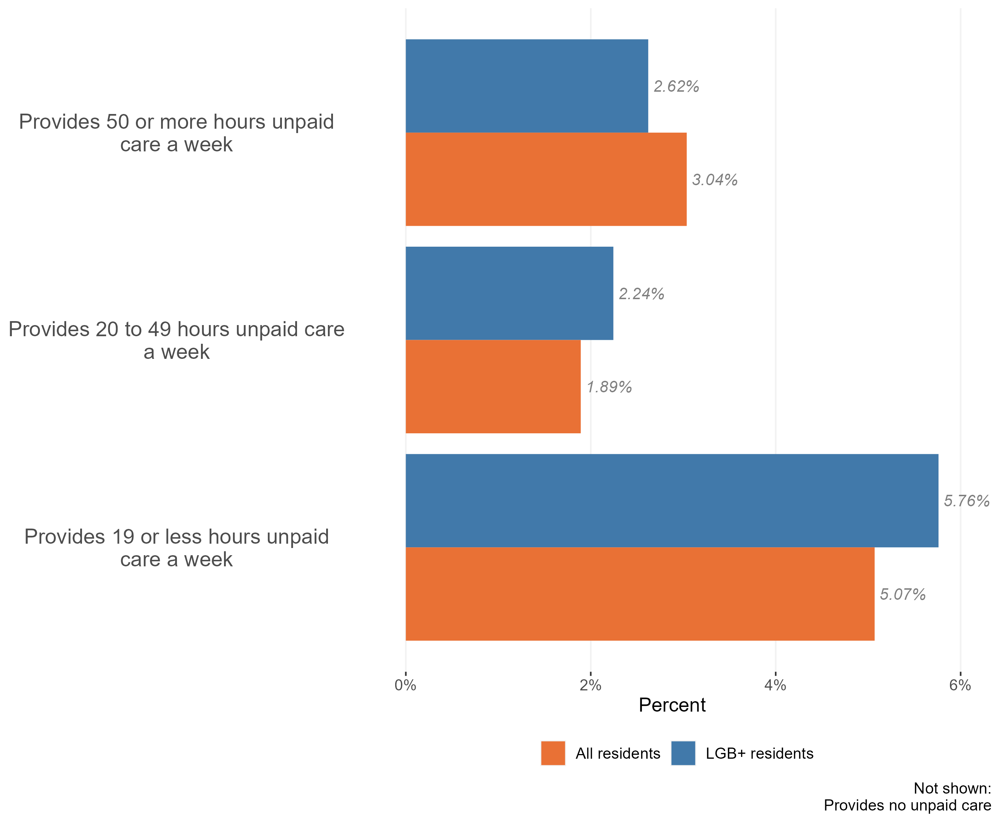 2.62%
Provides 50 or more hours unpaid
care a week
3.04%
2.24%
Provides 20 to 49 hours unpaid care
a week
1.89%
5.76%
Provides 19 or less hours unpaid
care a week
5.07%
0% 2% 4% 6%
Percent
All residents LGB+ residents
Not shown:
Provides no unpaid care